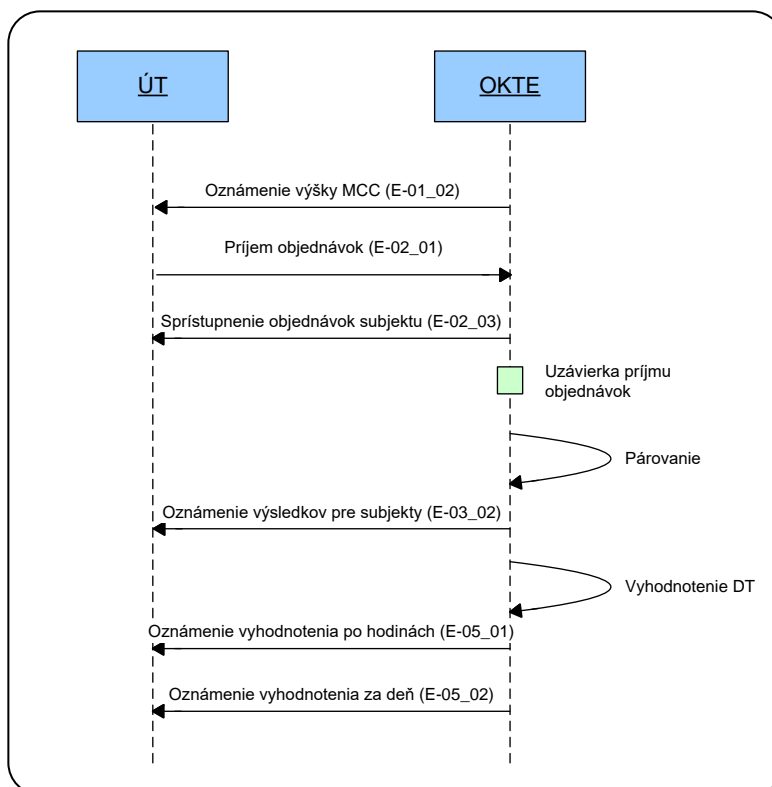 ÚT
OKTE
Oznámenie výšky MCC (E-01_02)
Príjem objednávok (E-02_01)
Sprístupnenie objednávok subjektu (E-02_03)
Uzávierka príjmu
objednávok
Párovanie
Oznámenie výsledkov pre subjekty (E-03_02)
Vyhodnotenie DT
Oznámenie vyhodnotenia po hodinách (E-05_01)
Oznámenie vyhodnotenia za deň (E-05_02)